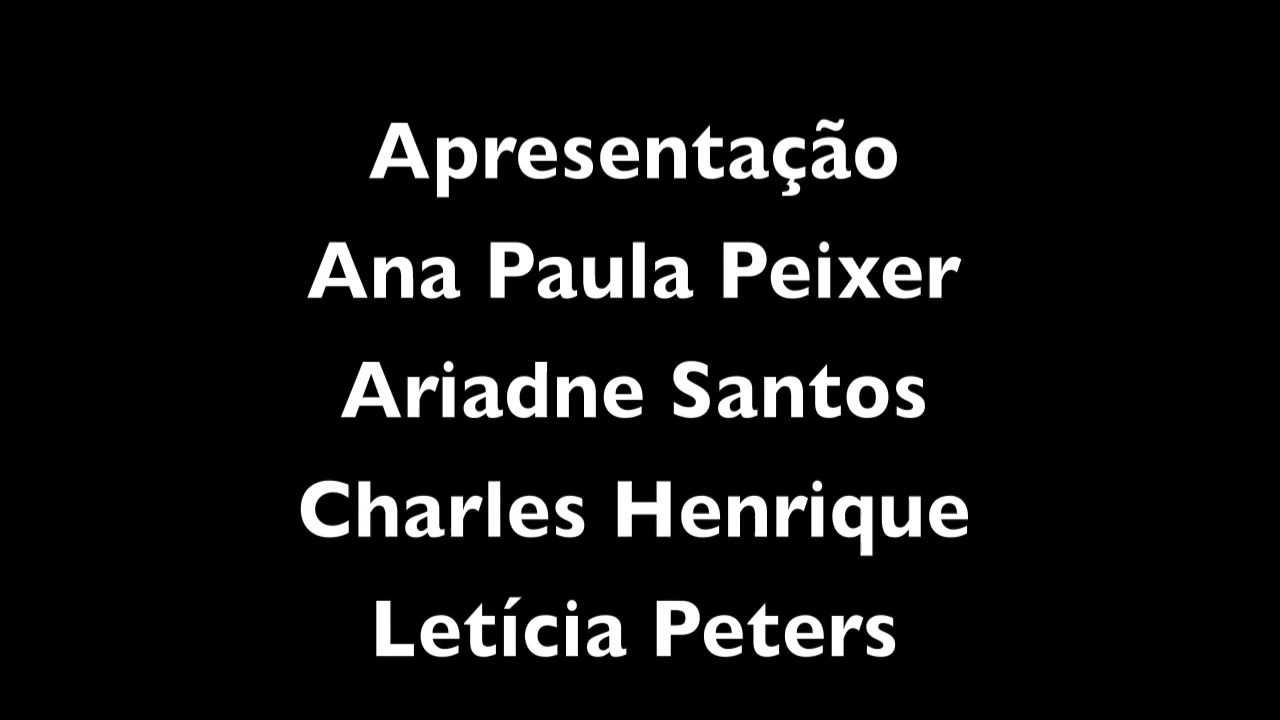 Apresentação
Ana Paula Peixer
Ariadne Santos
Charles Henrique
Letícia Peters